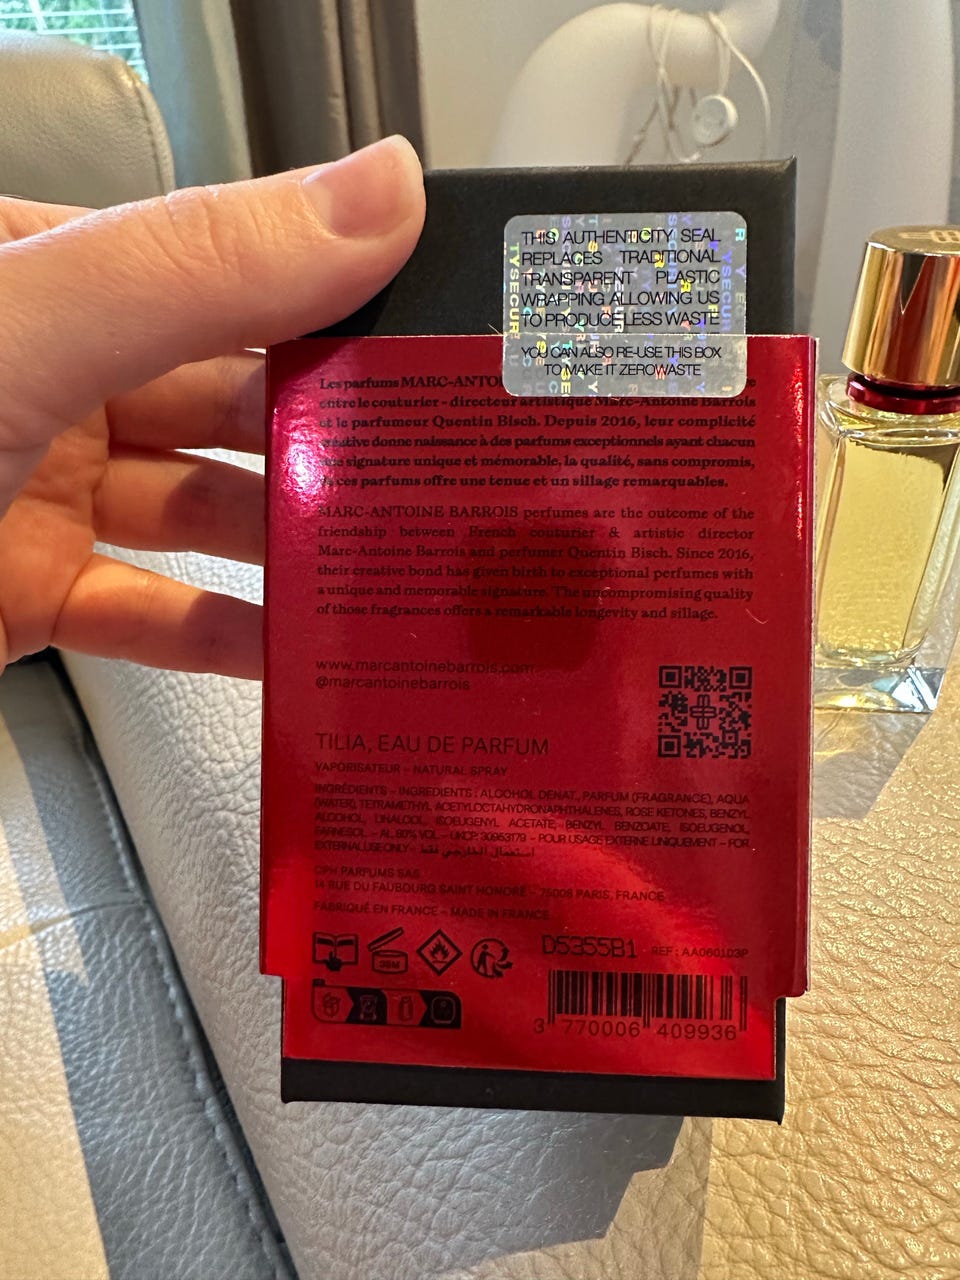 THIS AUTHENTICITY SEAL
REPLACES TRADITIONAL
TRANSPARENT PLASTIC
WRAPPING ALLOWING US
TO PRODUCE LESS WASTE
YOU CAN ALSO RE-USE THIS BOX
TO MAKE IT ZEROWASTE
Les parfums MARC-ANTOI
entre le couturier - directeur artistique Marc-Antoine Barrois
et le parfumeur Quentin Bisch. Depuis 2016, leur complicité
créative donne naissance à des parfums exceptionnels ayant chacun
une signature unique et mémorable, la qualité, sans compromis,
de ces parfums offre une tenue et un sillage remarquables.
MARC-ANTOINE BARROIS perfumes are the outcome of the
friendship between French couturier & artistic director
Marc-Antoine Barrois and perfumer Quentin Bisch. Since 2016,
their creative bond has given birth to exceptional perfumes with
a unique and memorable signature. The uncompromising quality
of those fragrances offers a remarkable longevity and sillage.
www.marcantoinebarrois.com
@marcantoinebarrois
TILIA, EAU DE PARFUM
VAPORISATEUR – NATURAL SPRAY
INGRÉDIENTS – INGREDIENTS : ALCOHOL DENAT., PARFUM (FRAGRANCE), AQUA
(WATER), TETRAMETHYL ACETYLOCTAHYDRONAPHTHALENES, ROSE KETONES, BENZYL
ALCOHOL, LINALOOL, ISOEUGENYL ACETATE, BENZYL BENZOATE, ISOEUGENOL,
FARNESOL – AL. 80% VOL – UKCP: 30953179 – POUR USAGE EXTERNE UNIQUEMENT – FOR
EXTERNAL USE ONLY – استعمال الخارجي فقط
CPH PARFUMS SAS
14 RUE DU FAUBOURG SAINT HONORÉ – 75008 PARIS, FRANCE
FABRIQUÉ EN FRANCE – MADE IN FRANCE
36M
D5355B1 REF : AA060103P
3 770006 409936